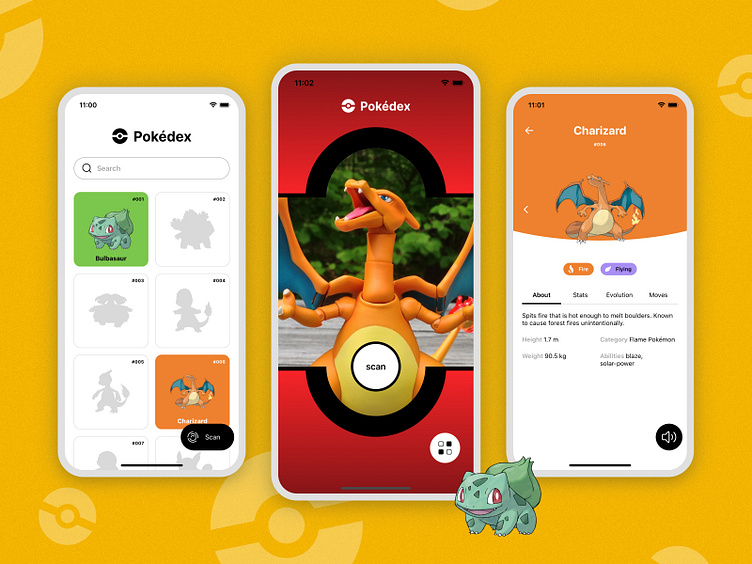 11:00
Pokédex
Search
#001
Bulbasaur
#002
#003
#004
#005
#006
Charizard
#007
Scan
11:02
Pokédex
scan
11:01
Charizard
#006
Fire
Flying
About Stats Evolution Moves
Spits fire that is hot enough to melt boulders. Known
to cause forest fires unintentionally.
Height 1.7 m Category Flame Pokémon
Weight 90.5 kg Abilities blaze,
solar-power